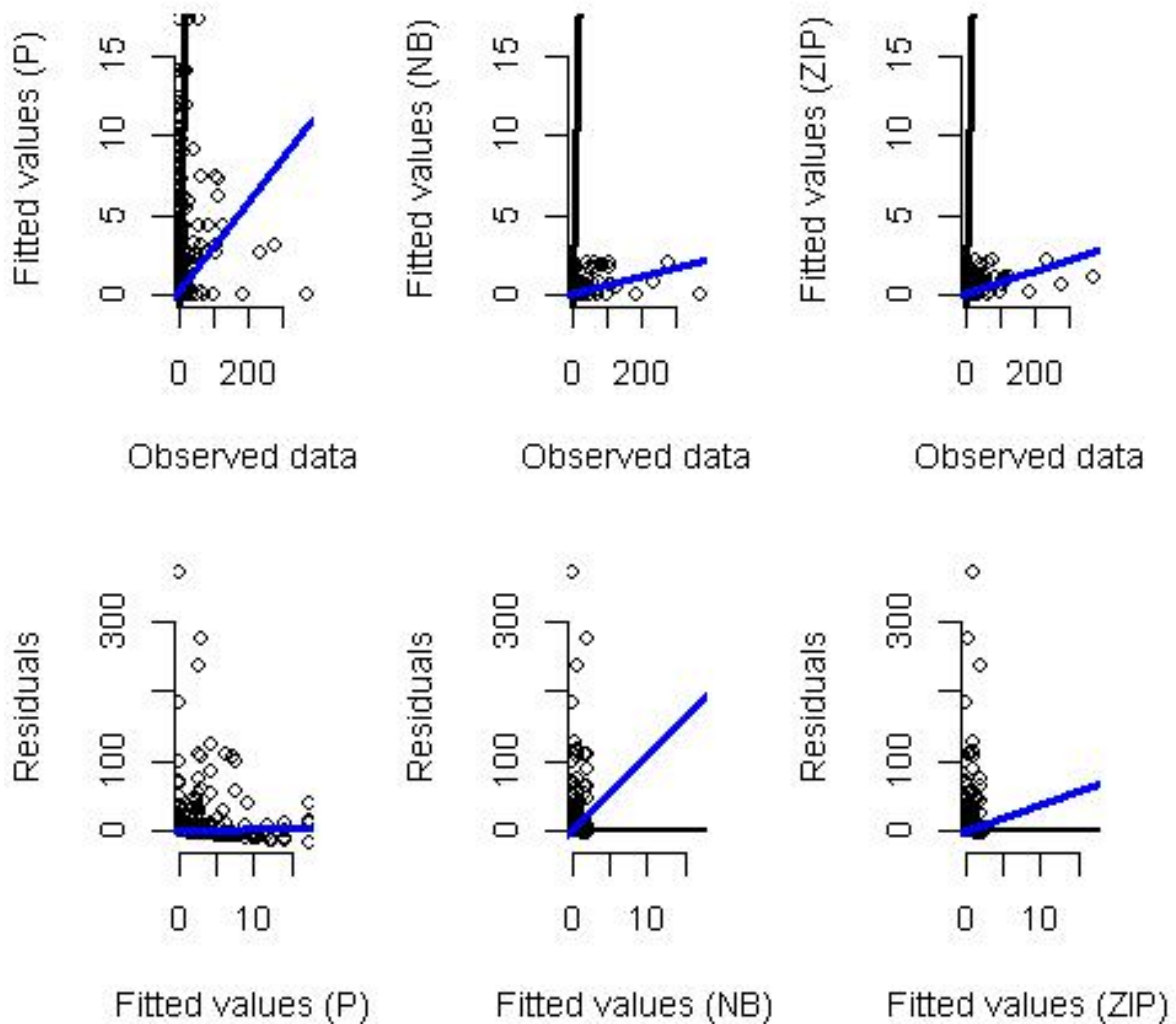 Fitted values (P)
15
10
5
0
0 200
Observed data
Fitted values (NB)
15
10
5
0
0 200
Observed data
Fitted values (ZIP)
15
10
5
0
0 200
Observed data
Residuals
300
100
0
0 10
Fitted values (P)
Residuals
300
100
0
0 10
Fitted values (NB)
Residuals
300
100
0
0 10
Fitted values (ZIP)